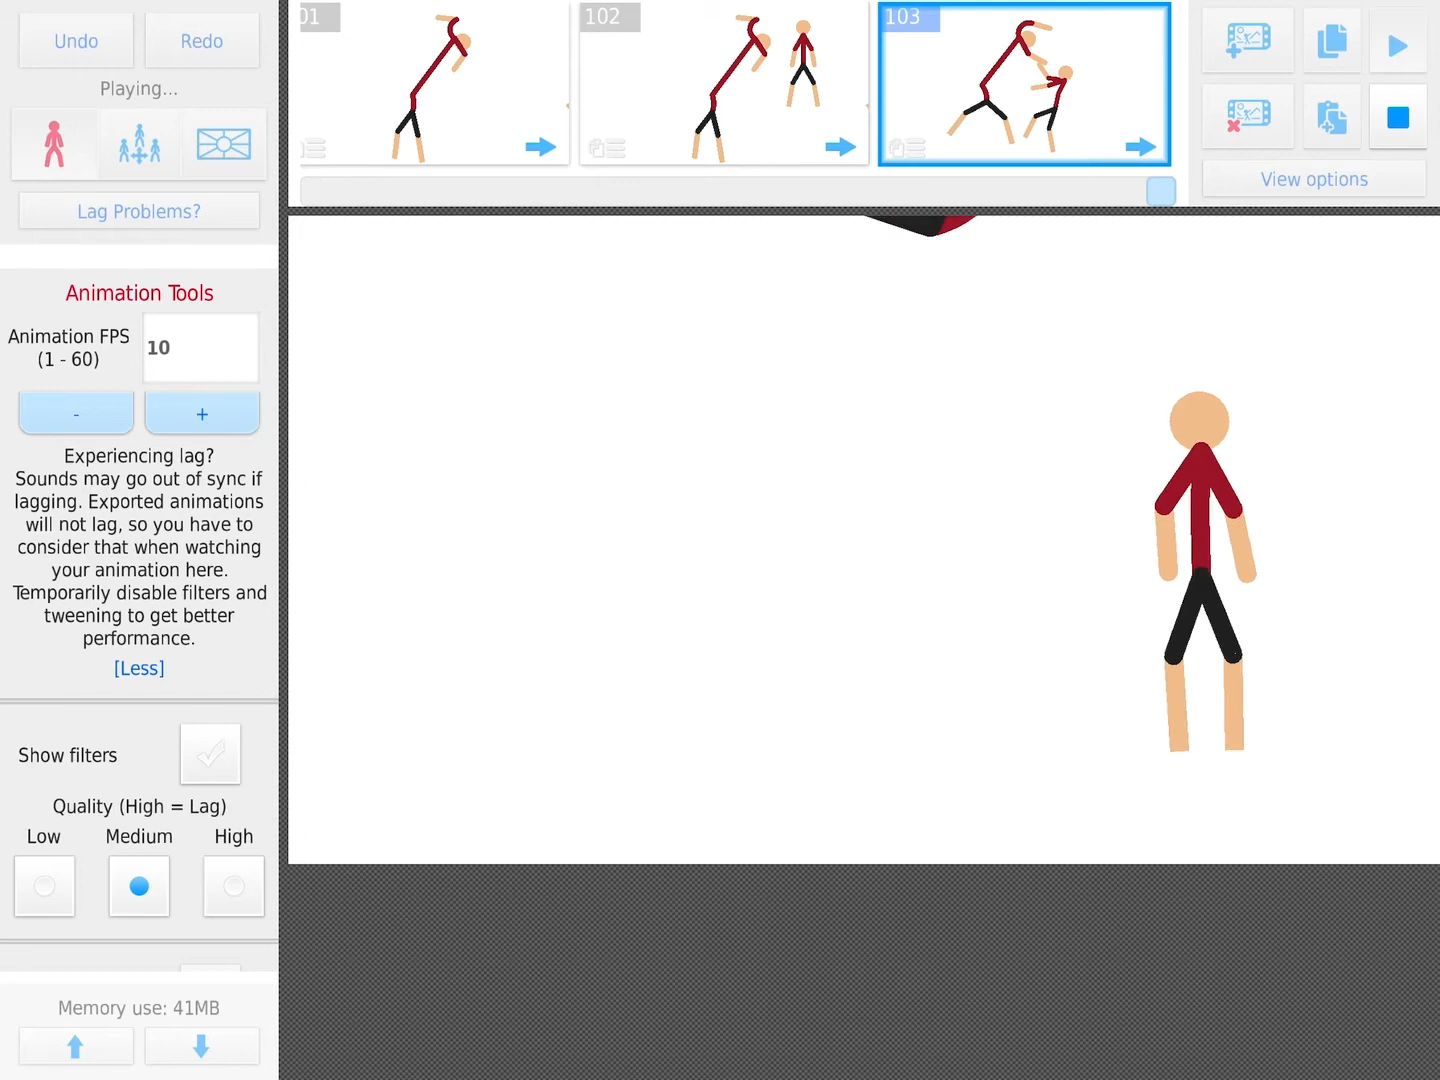 Undo
Redo
Playing...
Lag Problems?
01
102
103
View options
Animation Tools
Animation FPS
(1 - 60)
10
-
+
Experiencing lag?
Sounds may go out of sync if
lagging. Exported animations
will not lag, so you have to
consider that when watching
your animation here.
Temporarily disable filters and
tweening to get better
performance.
[Less]
Show filters
Quality (High = Lag)
Low
Medium
High
Memory use: 41MB